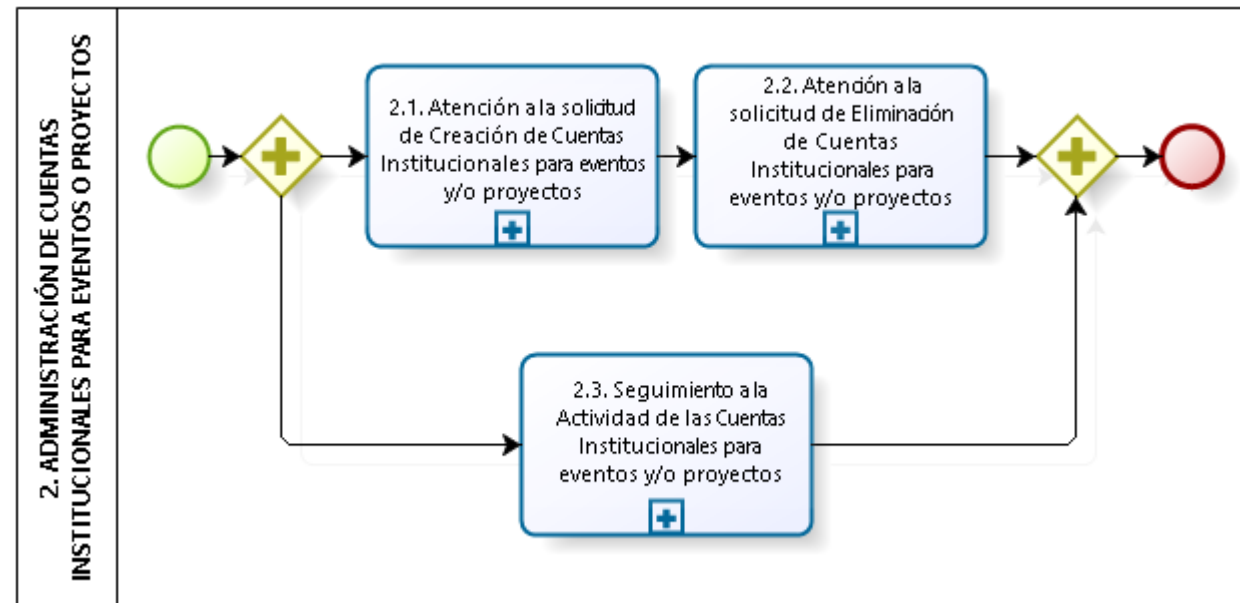 2. ADMINISTRACIÓN DE CUENTAS
INSTITUCIONALES PARA EVENTOS O PROYECTOS
2.1. Atención a la solicitud
de Creación de Cuentas
Institucionales para eventos
y/o proyectos
2.2. Atención a la
solicitud de Eliminación
de Cuentas
Institucionales para
eventos y/o proyectos
2.3. Seguimiento a la
Actividad de las Cuentas
Institucionales para
eventos y/o proyectos